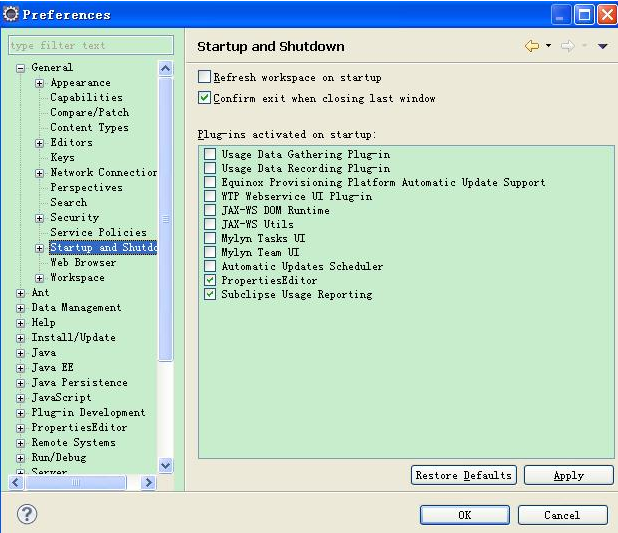 Preferences
type filter text
General
Appearance
Capabilities
Compare/Patch
Content Types
Editors
Keys
Network Connection
Perspectives
Search
Security
Service Policies
Startup and Shutdo
Web Browser
Workspace
Ant
Data Management
Help
Install/Update
Java
Java EE
Java Persistence
JavaScript
Plug-in Development
PropertiesEditor
Remote Systems
Run/Debug
Server
Startup and Shutdown
Refresh workspace on startup
Confirm exit when closing last window
Plug-ins activated on startup:
Usage Data Gathering Plug-in
Usage Data Recording Plug-in
Equinox Provisioning Platform Automatic Update Support
WTP Webservice UI Plug-in
JAX-WS DOM Runtime
JAX-WS Utils
Mylyn Tasks UI
Mylyn Team UI
Automatic Updates Scheduler
PropertiesEditor
Subclipse Usage Reporting
Restore Defaults
Apply
?
OK
Cancel